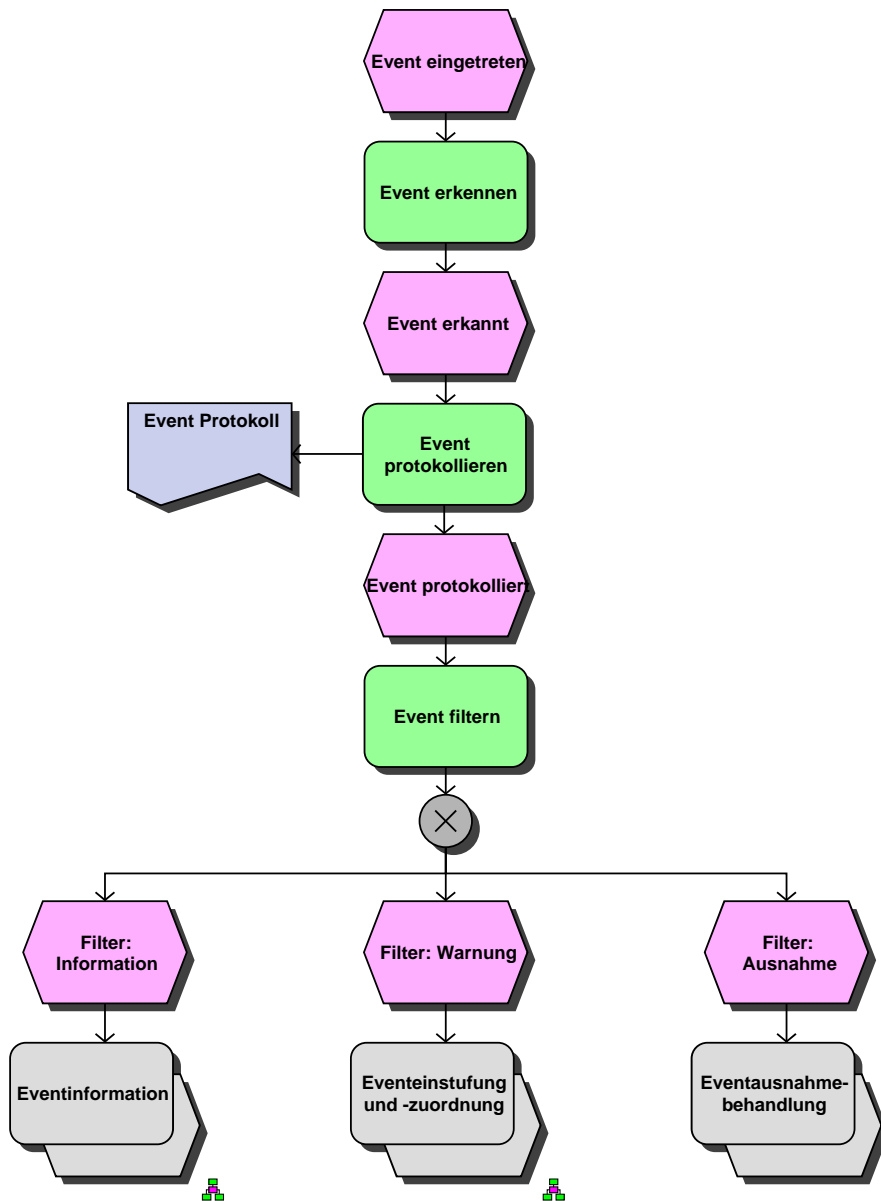 Event eingetreten
Event erkennen
Event erkannt
Event Protokoll
Event
protokollieren
Event protokolliert
Event filtern
Filter:
Information
Filter: Warnung
Filter:
Ausnahme
Eventinformation
Eventeinstufung
und -zuordnung
Eventausnahme-
behandlung